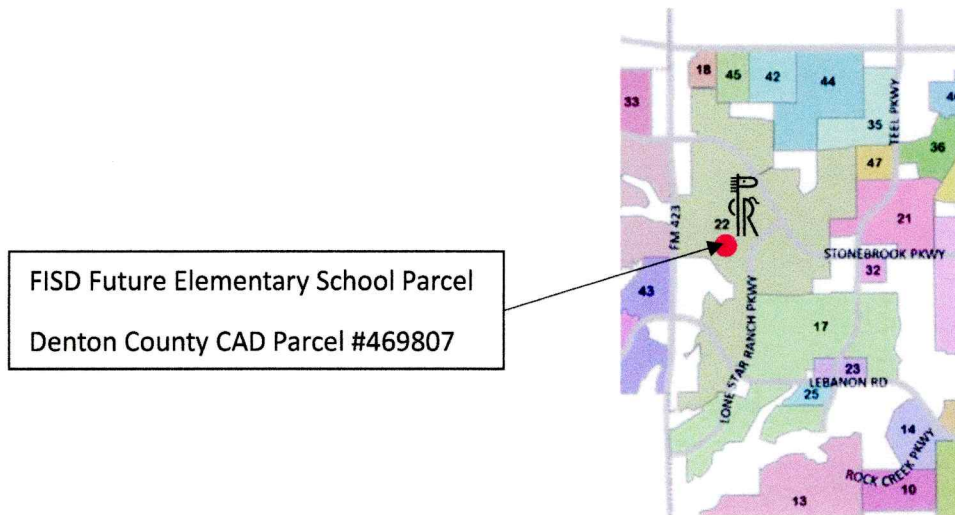 FISD Future Elementary School Parcel
Denton County CAD Parcel #469807
18
45
42
44
33
35
TEEL PKWY
36
47
22
21
FM 423
STONEBROOK PKWY
32
43
17
LONE STAR RANCH PKWY
23
LEBANON RD
25
14
ROCK CREEK PKWY
10
13